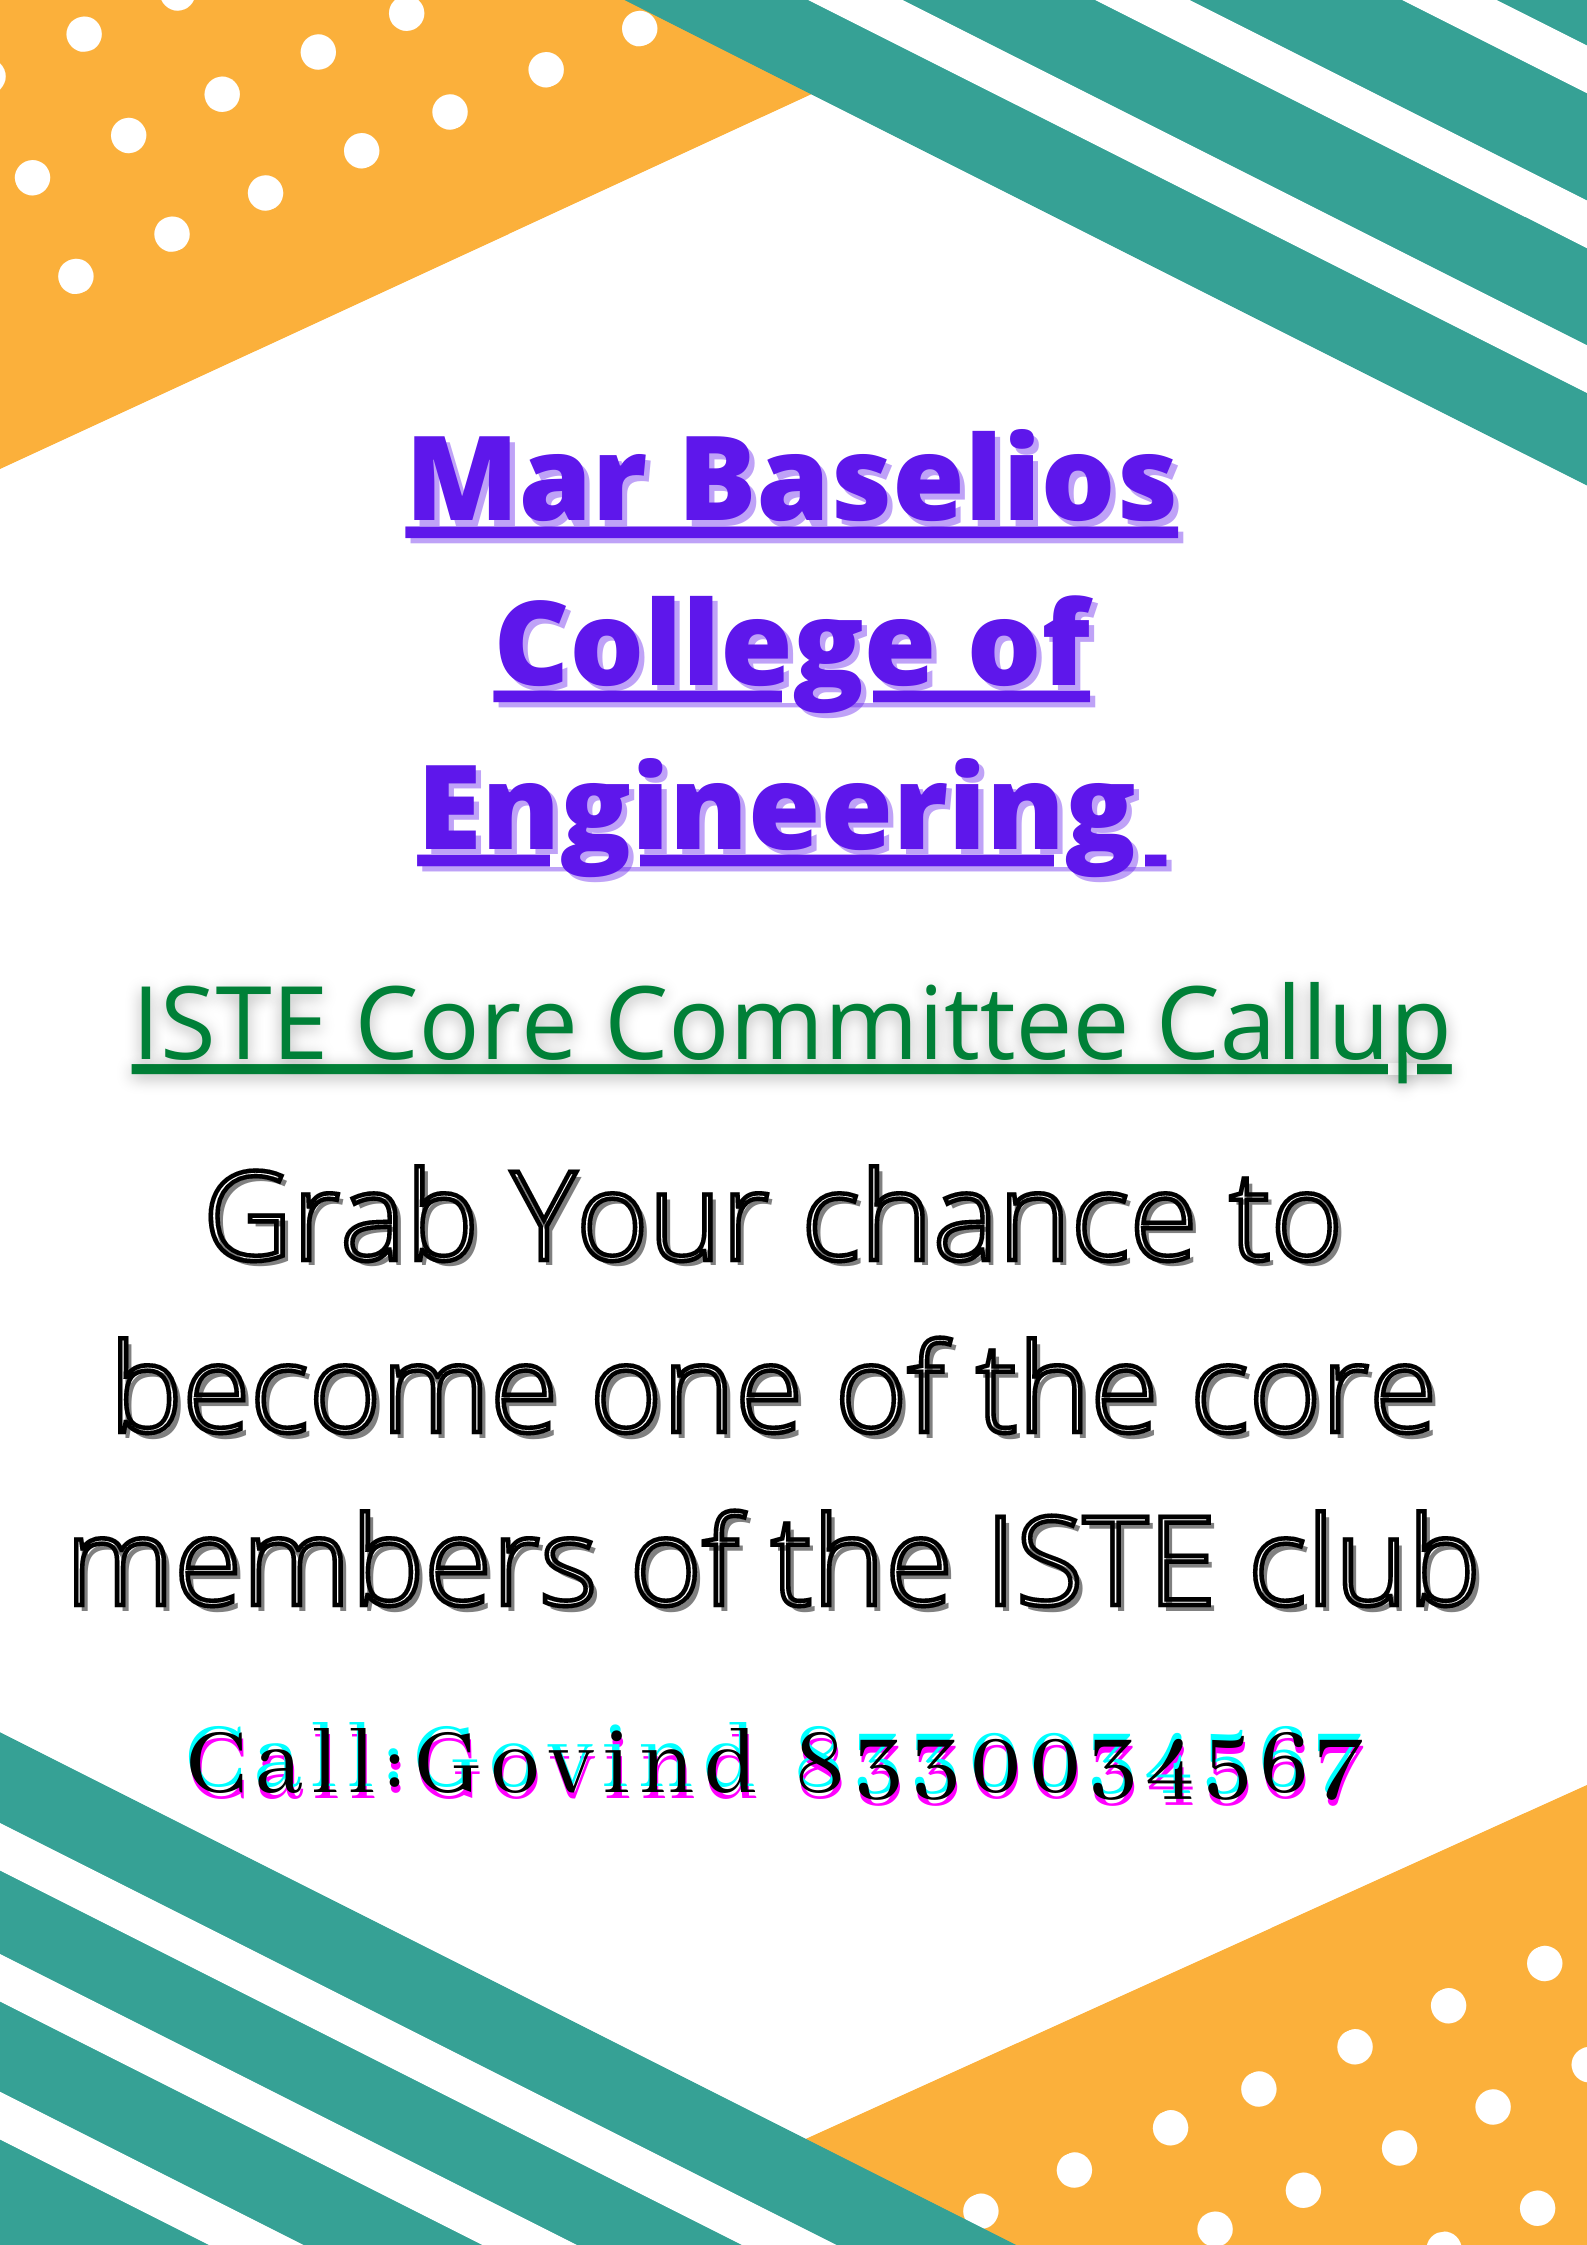 Mar Baselios
College of
Engineering
ISTE Core Committee Callup
Grab Your chance to
become one of the core
members of the ISTE club
Call:Govind 8330034567